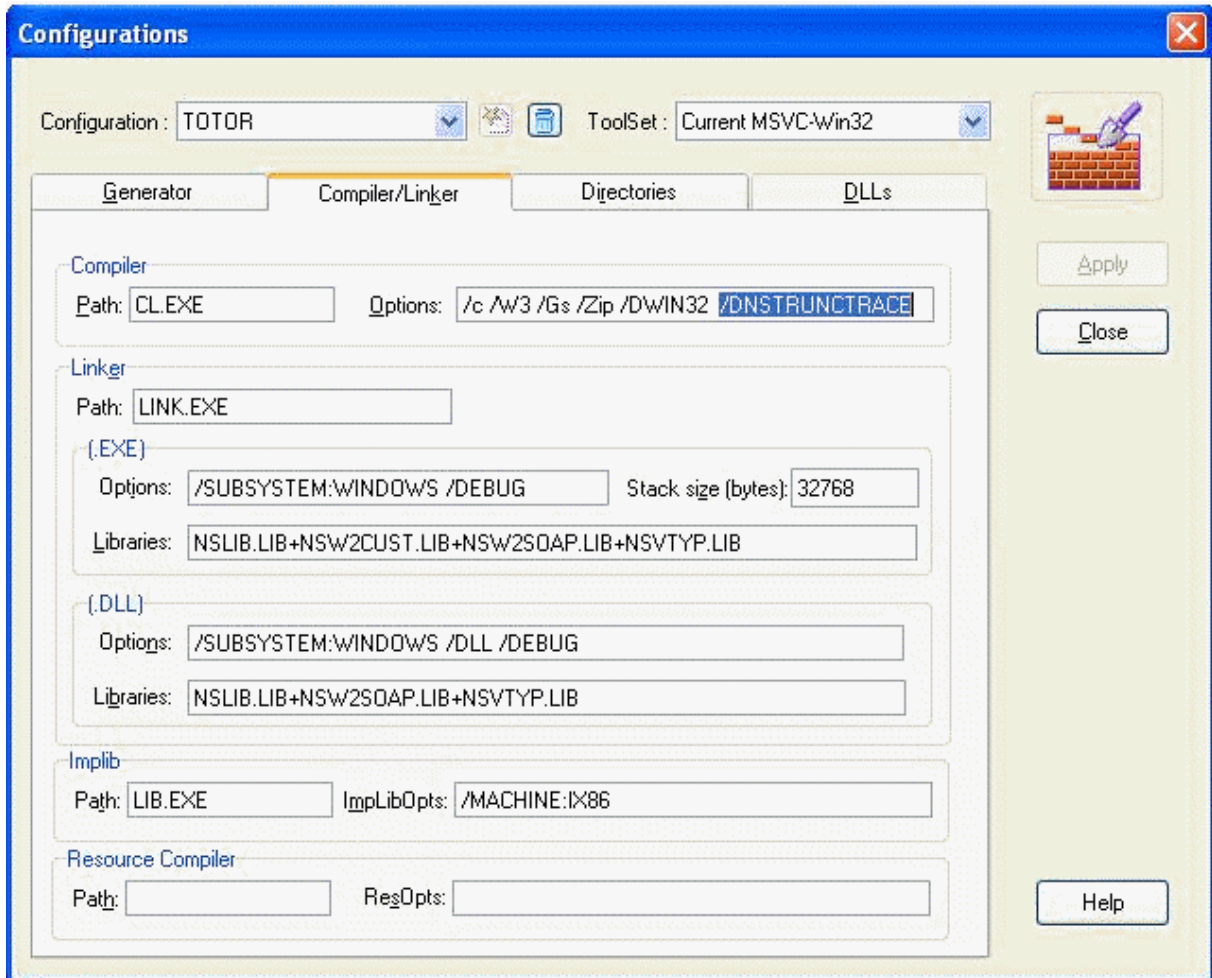 Configurations
Configuration : TOTOR ToolSet : Current MSVC-Win32
Generator Compiler/Linker Directories DLLs
Apply
Close
Compiler
Path: CL.EXE Options: /c /W3 /Gs /Zip /DWIN32 /DNSTRUNCTRACE
Linker
Path: LINK.EXE
(.EXE)
Options: /SUBSYSTEM:WINDOWS /DEBUG Stack size (bytes): 32768
Libraries: NSLIB.LIB+NSW2CUST.LIB+NSW2SOAP.LIB+NSVTYP.LIB
(.DLL)
Options: /SUBSYSTEM:WINDOWS /DLL /DEBUG
Libraries: NSLIB.LIB+NSW2SOAP.LIB+NSVTYP.LIB
Implib
Path: LIB.EXE ImpLibOpts: /MACHINE:IX86
Resource Compiler
Path: ResOpts:
Help